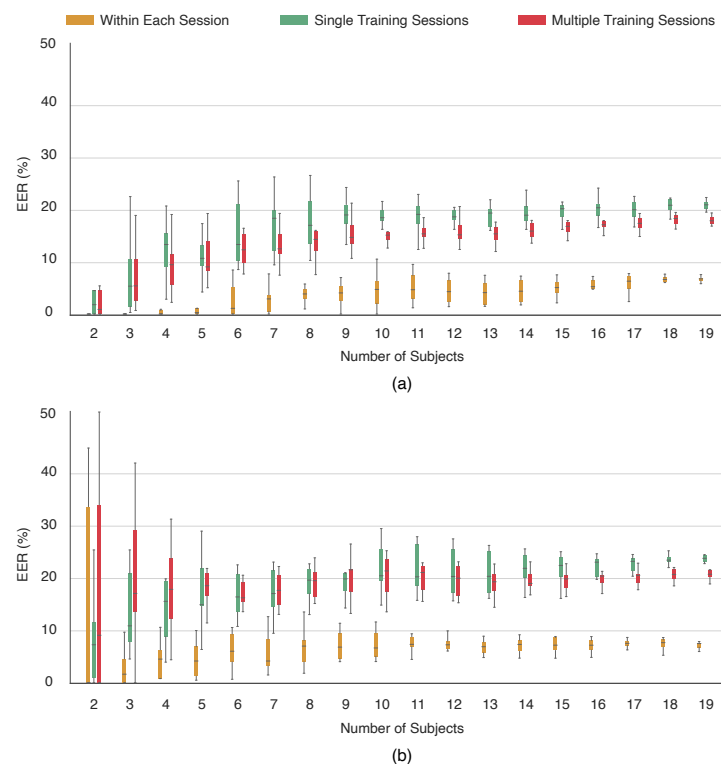 Within Each Session Single Training Sessions Multiple Training Sessions
50
40
30
20
10
0
EER (%)
2 3 4 5 6 7 8 9 10 11 12 13 14 15 16 17 18 19
Number of Subjects
(a)
50
40
30
20
10
0
EER (%)
2 3 4 5 6 7 8 9 10 11 12 13 14 15 16 17 18 19
Number of Subjects
(b)